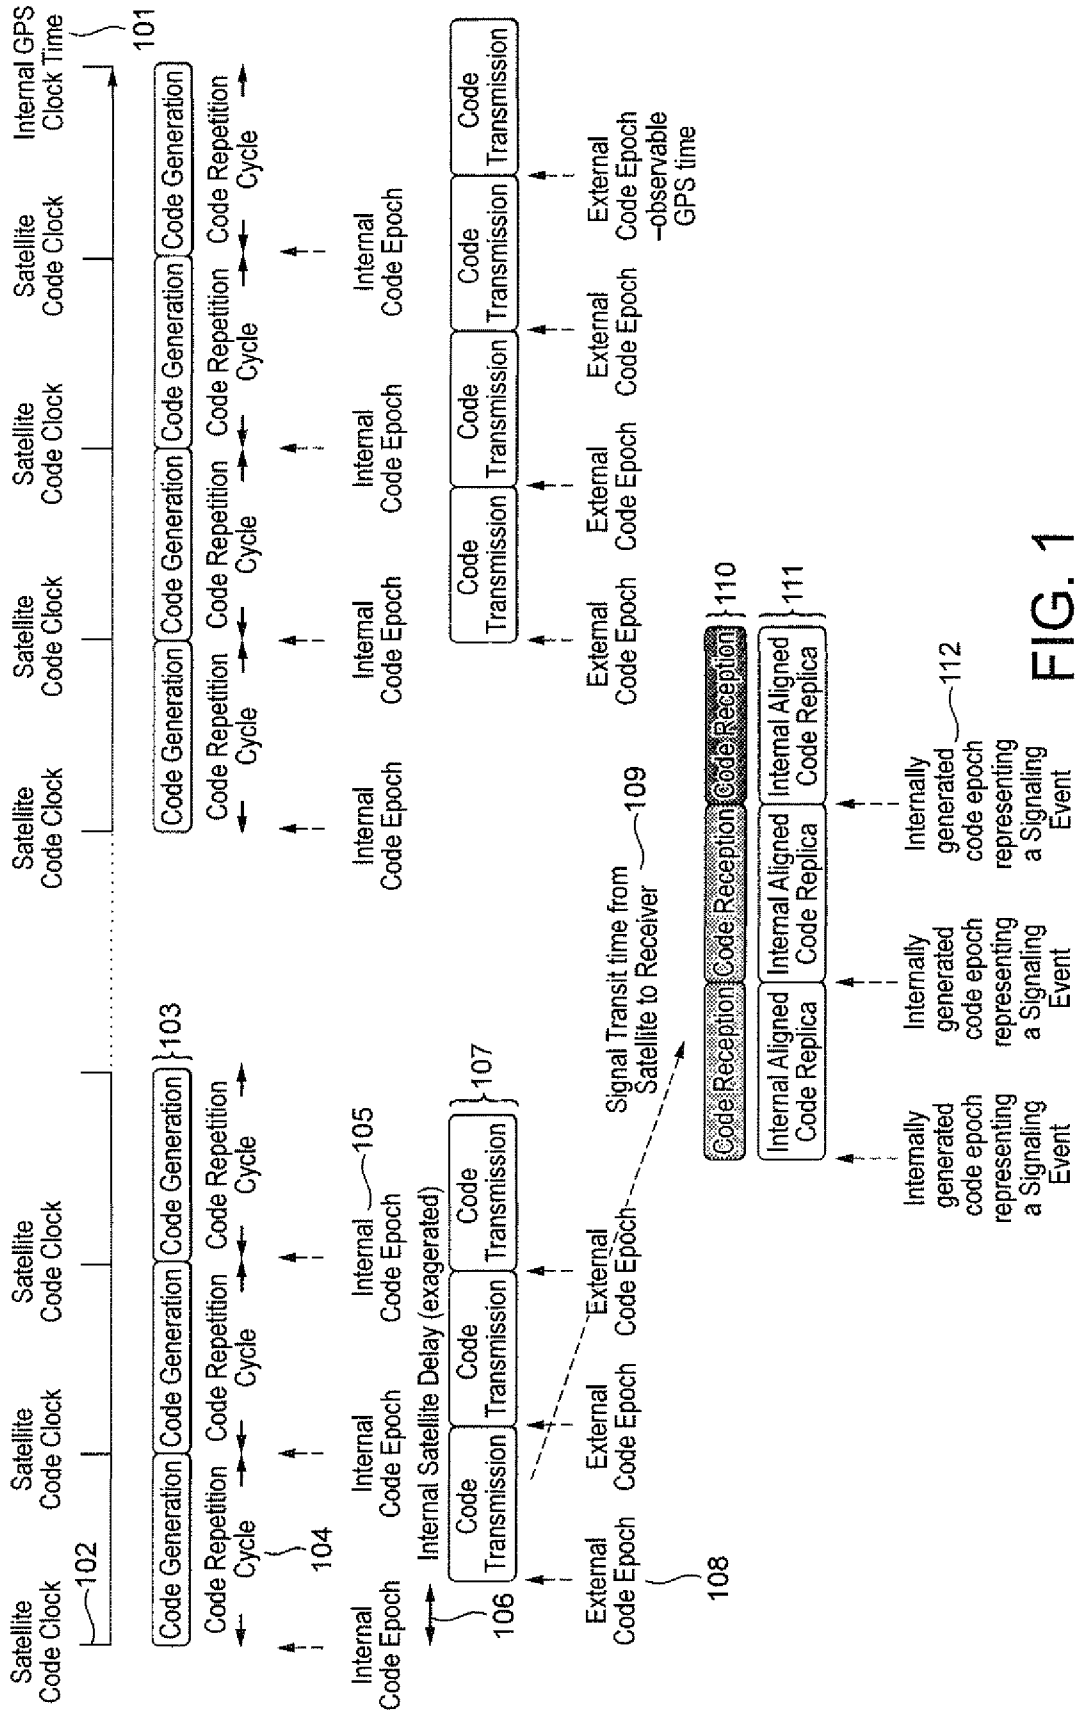 Satellite
Code Clock
Satellite
Code Clock
Satellite
Code Clock
Satellite
Code Clock
Satellite
Code Clock
Satellite
Code Clock
Satellite
Code Clock
Internal GPS
Clock Time
101
102
Code Generation
Code Generation
Code Generation
103
Code Generation
Code Generation
Code Generation
Code Generation
Code Repetition
Cycle
Code Repetition
Cycle
Code Repetition
Cycle
Code Repetition
Cycle
Code Repetition
Cycle
Code Repetition
Cycle
Code Repetition
Cycle
104
Internal
Code Epoch
Internal
Code Epoch
Internal
Code Epoch
105
Internal
Code Epoch
Internal
Code Epoch
Internal
Code Epoch
Internal
Code Epoch
106
Internal Satellite Delay (exagerated)
Code
Transmission
Code
Transmission
Code
Transmission
107
Code
Transmission
Code
Transmission
Code
Transmission
Code
Transmission
External
Code Epoch
108
External
Code Epoch
External
Code Epoch
External
Code Epoch
External
Code Epoch
External
Code Epoch
External
Code Epoch
–observable
GPS time
Signal Transit time from
Satellite to Receiver
109
Code Reception
Code Reception
Code Reception
110
Internal Aligned
Code Replica
Internal Aligned
Code Replica
Internal Aligned
Code Replica
111
Internally
generated
code epoch
representing
a Signaling
Event
Internally
generated
code epoch
representing
a Signaling
Event
Internally
generated
code epoch
representing
a Signaling
Event
112
FIG. 1